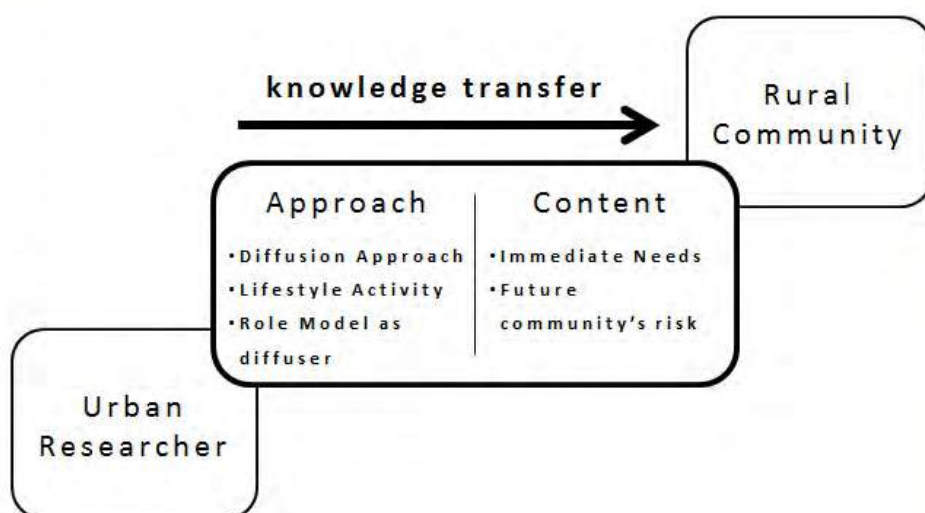 knowledge transfer
Rural
Community
Approach
•Diffusion Approach
•Lifestyle Activity
•Role Model as
diffuser
Content
•Immediate Needs
•Future
community's risk
Urban
Researcher